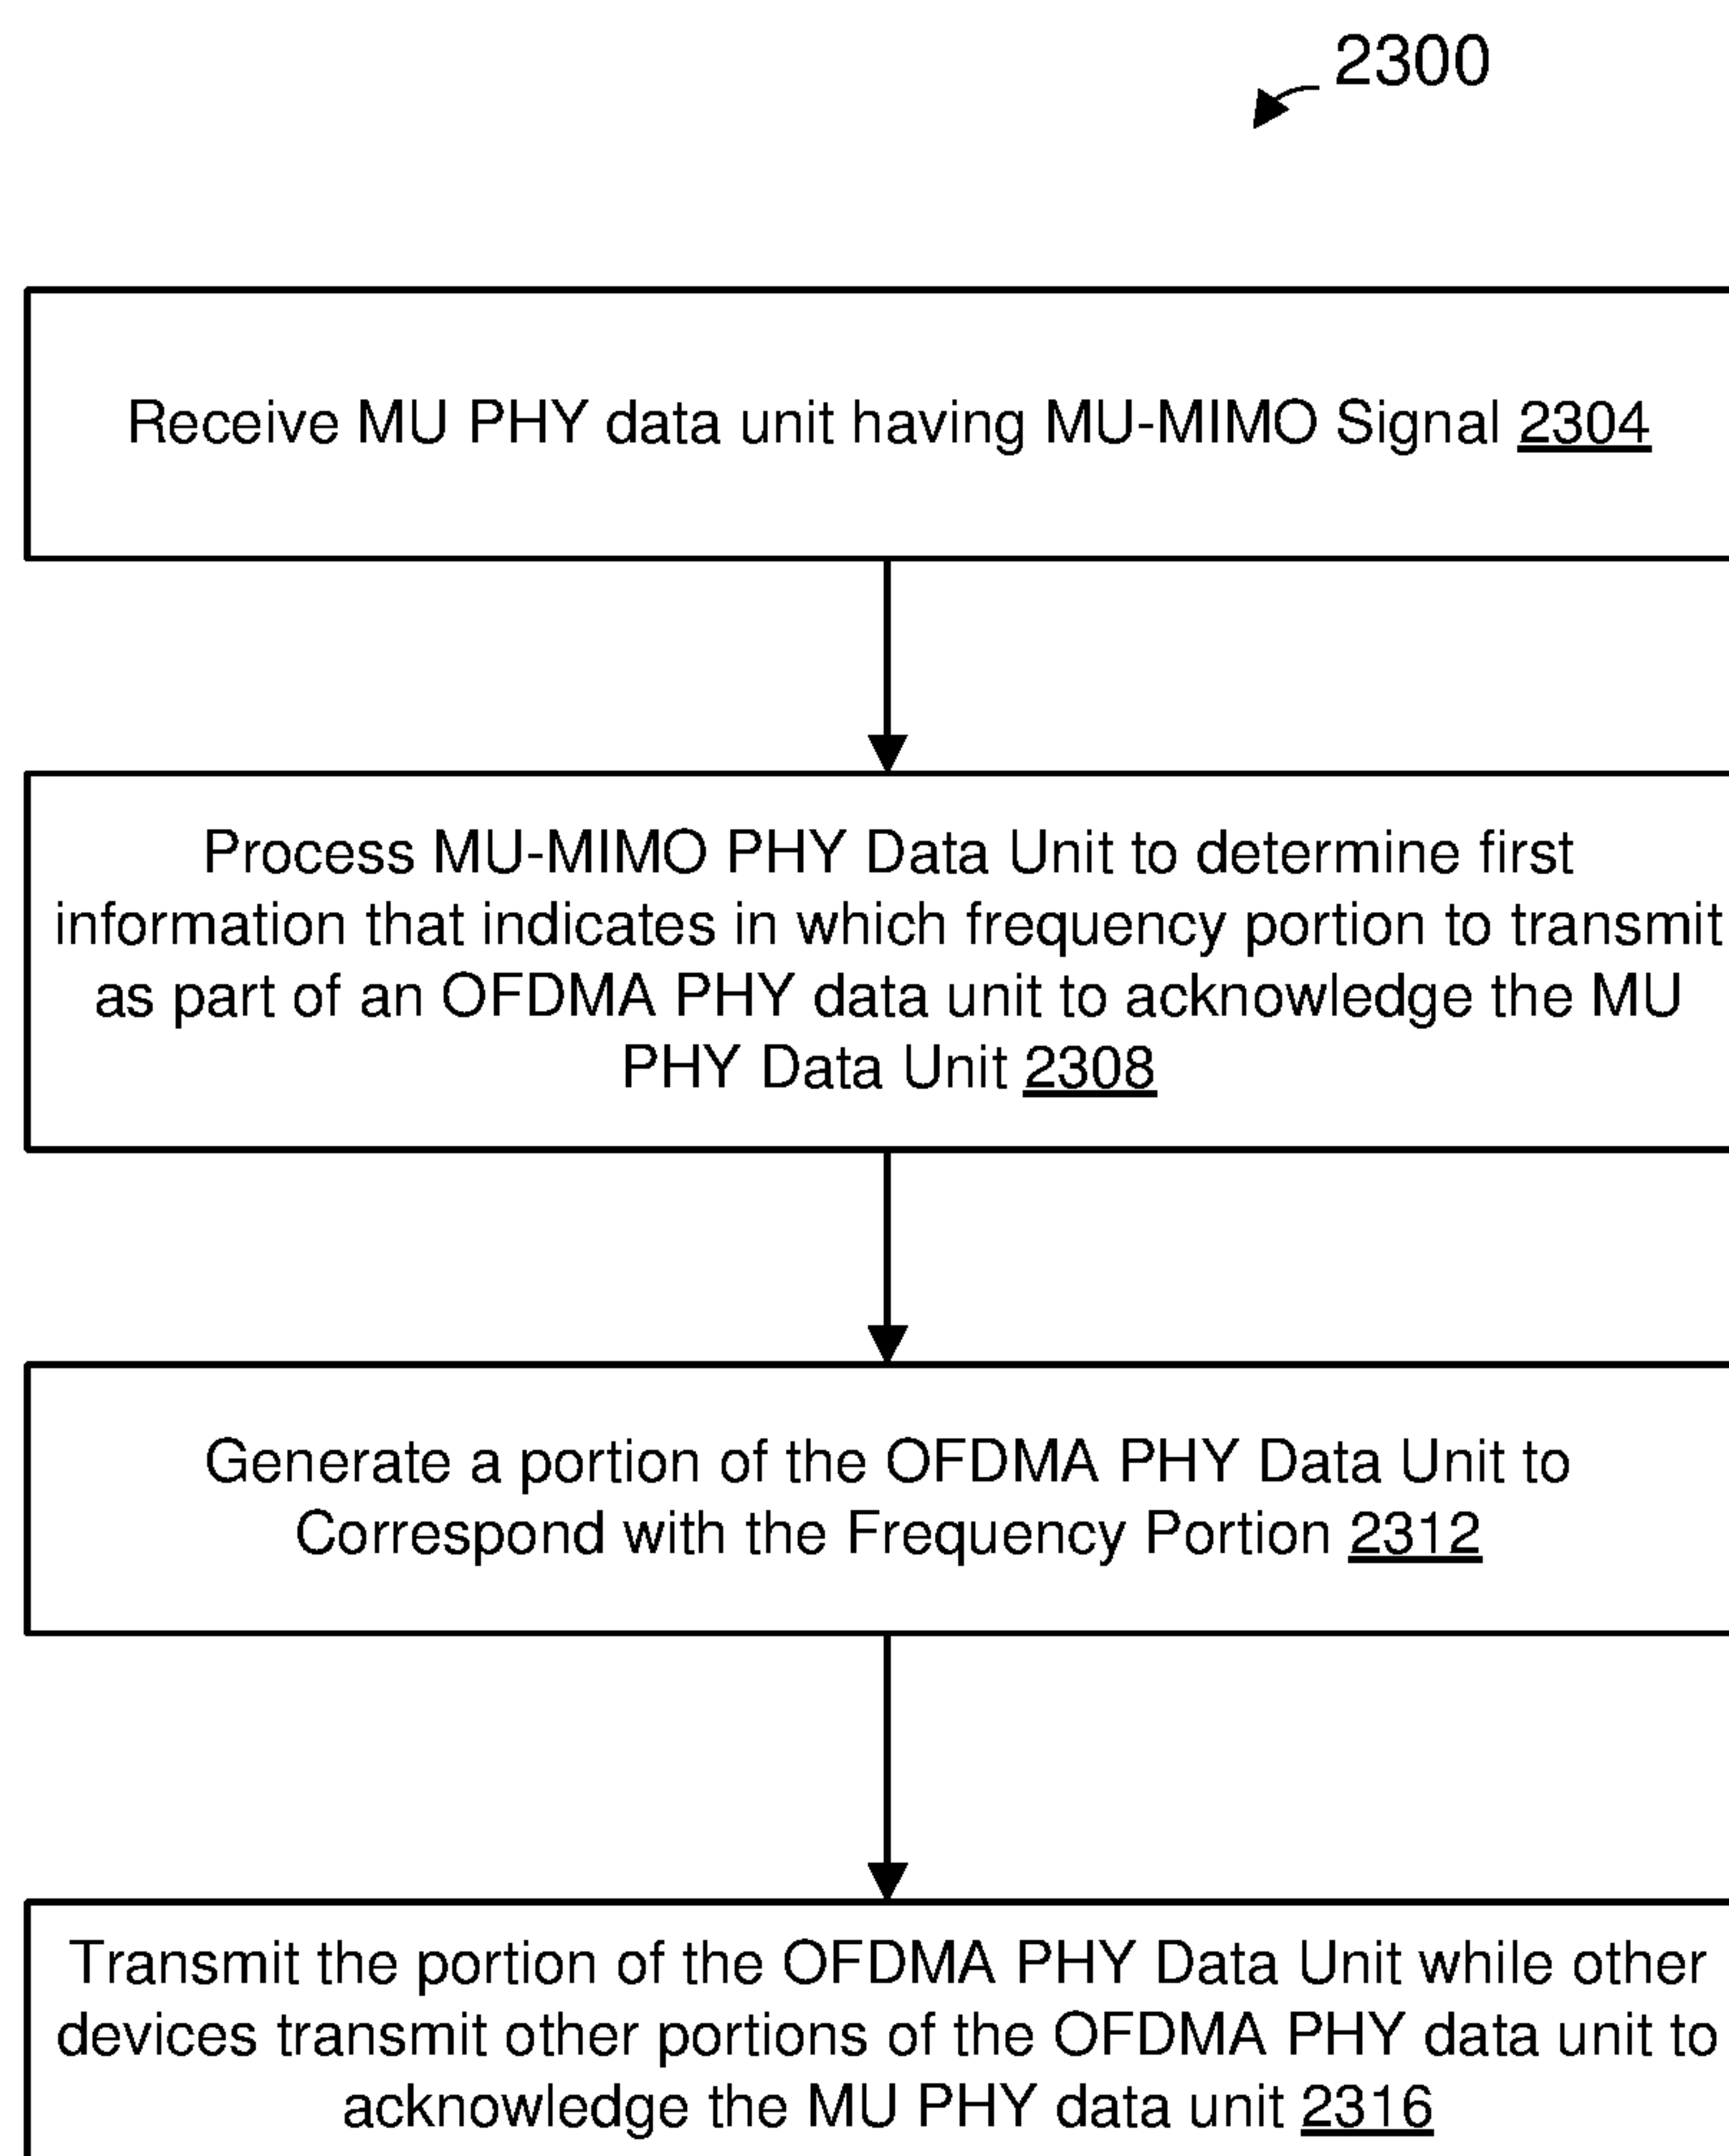 2300
Receive MU PHY data unit having MU-MIMO Signal 2304
Process MU-MIMO PHY Data Unit to determine first
information that indicates in which frequency portion to transmit
as part of an OFDMA PHY data unit to acknowledge the MU
PHY Data Unit 2308
Generate a portion of the OFDMA PHY Data Unit to
Correspond with the Frequency Portion 2312
Transmit the portion of the OFDMA PHY Data Unit while other
devices transmit other portions of the OFDMA PHY data unit to
acknowledge the MU PHY data unit 2316